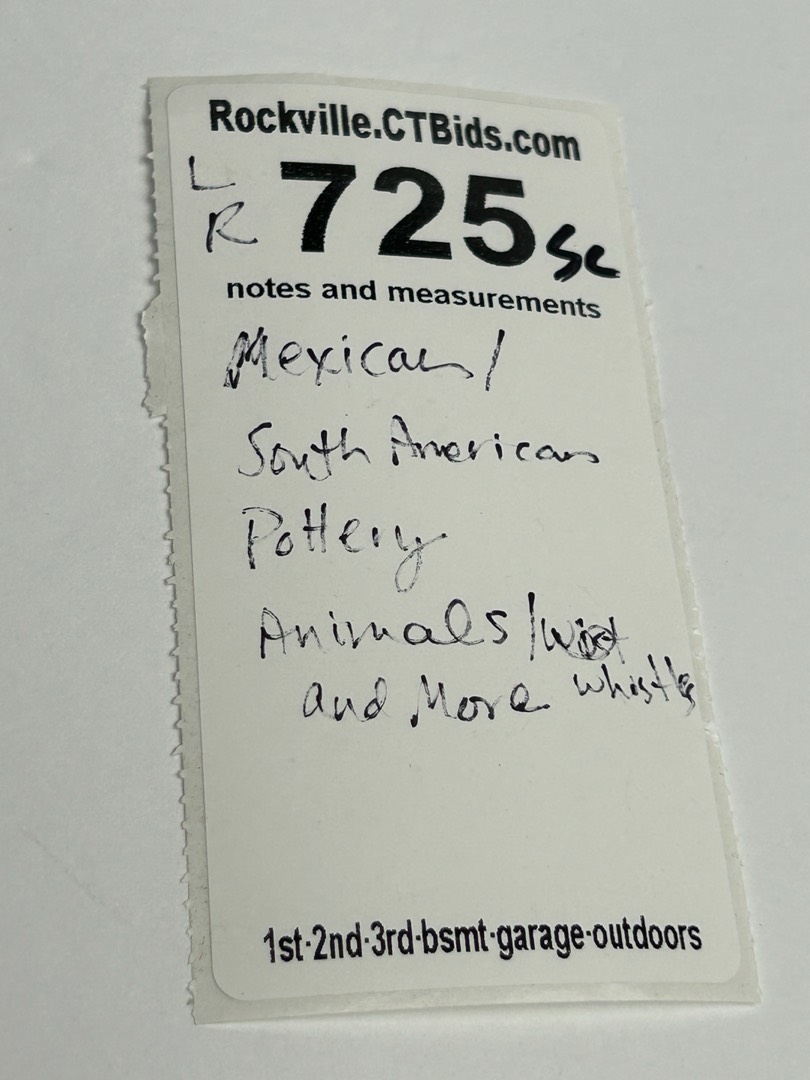 Rockville.CTBids.com
L
R 725 SC
notes and measurements
Mexican/
South American
Pottery
Animals/
and More whistles
1st·2nd·3rd·bsmt·garage·outdoors